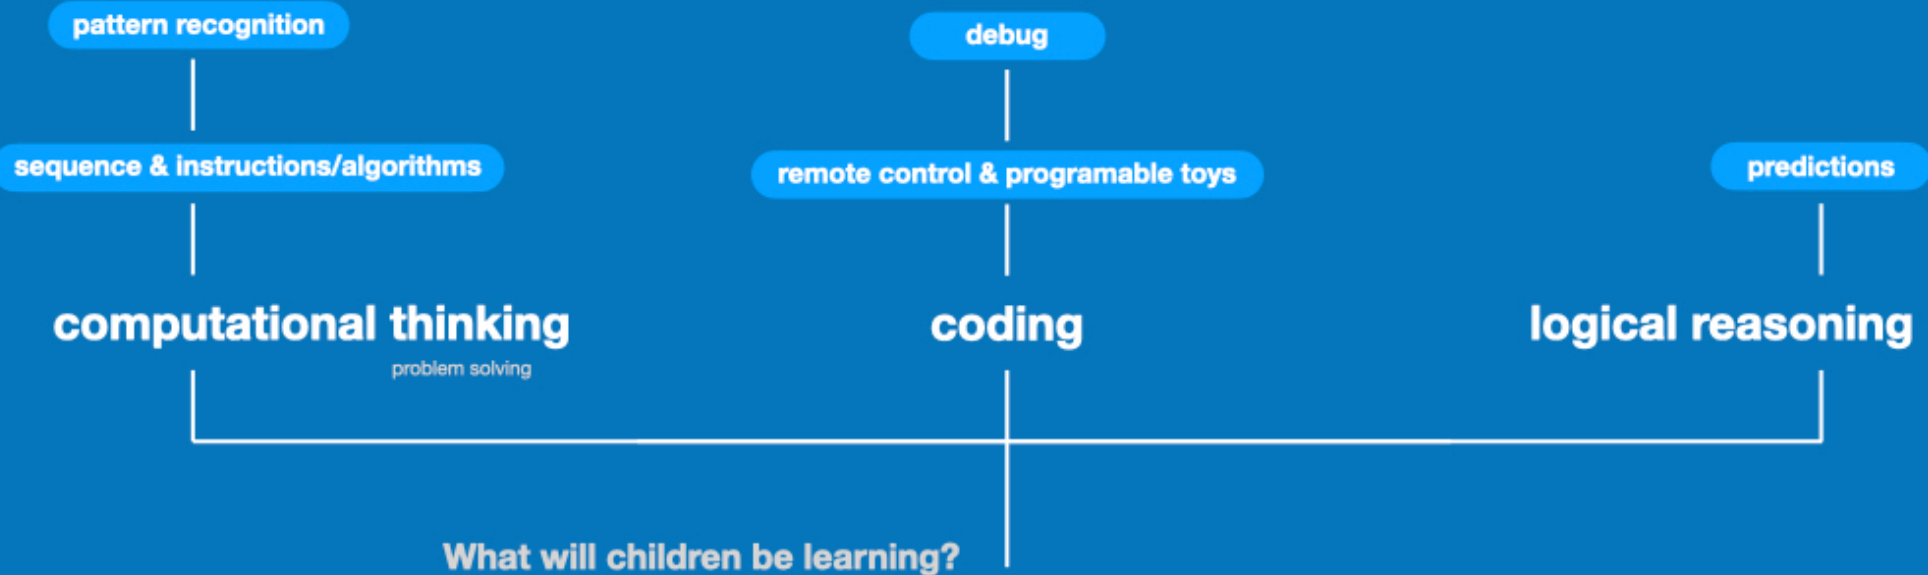 pattern recognition
debug
sequence & instructions/algorithms
remote control & programable toys
predictions
computational thinking
coding
logical reasoning
problem solving
What will children be learning?